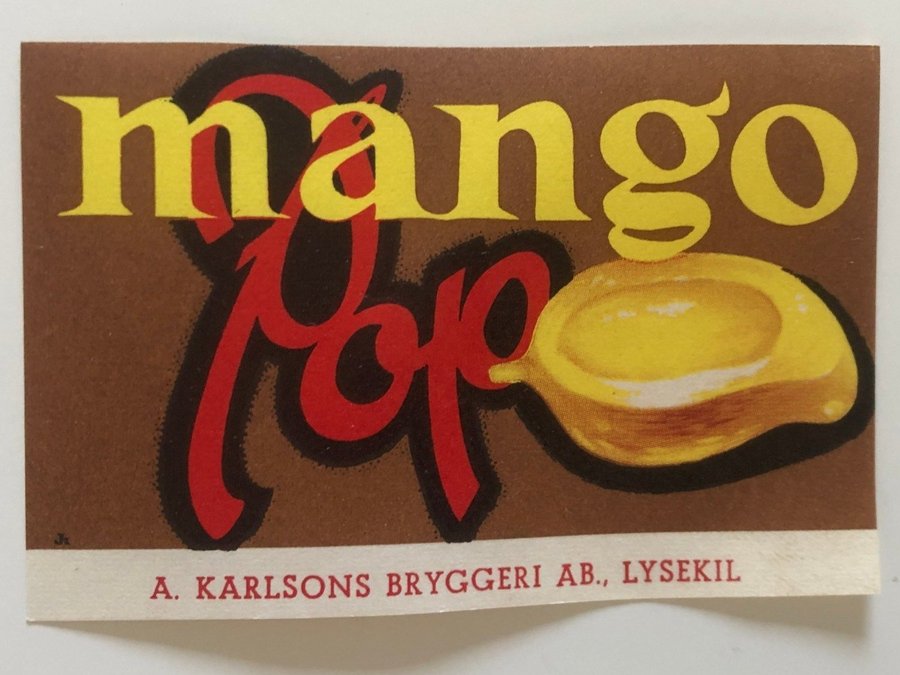 mango
Pop
A. KARLSONS BRYGGERI AB., LYSEKIL